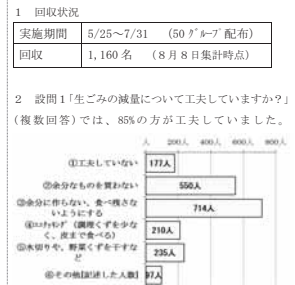 1　回収状況
実施期間　5/25～7/31　（50 ｸﾞﾙｰﾌﾟ配布）
回収　1,160 名　（８月８日集計時点）
2　設問１「生ごみの減量について工夫していますか？」
（複数回答）では、85%の方が工夫していました。
人　200人　400人　600人　800人
①工夫していない　177人
②余分なものを買わない　550人
③余分に作らない、食べ残さな
いようにする　714人
④ｴｺｸｯｷﾝｸﾞ（調理くずを少な
く、皮まで食べる）　210人
⑤水切りや、野菜くずを干すな
ど　235人
⑥その他[記述した人数]　97人